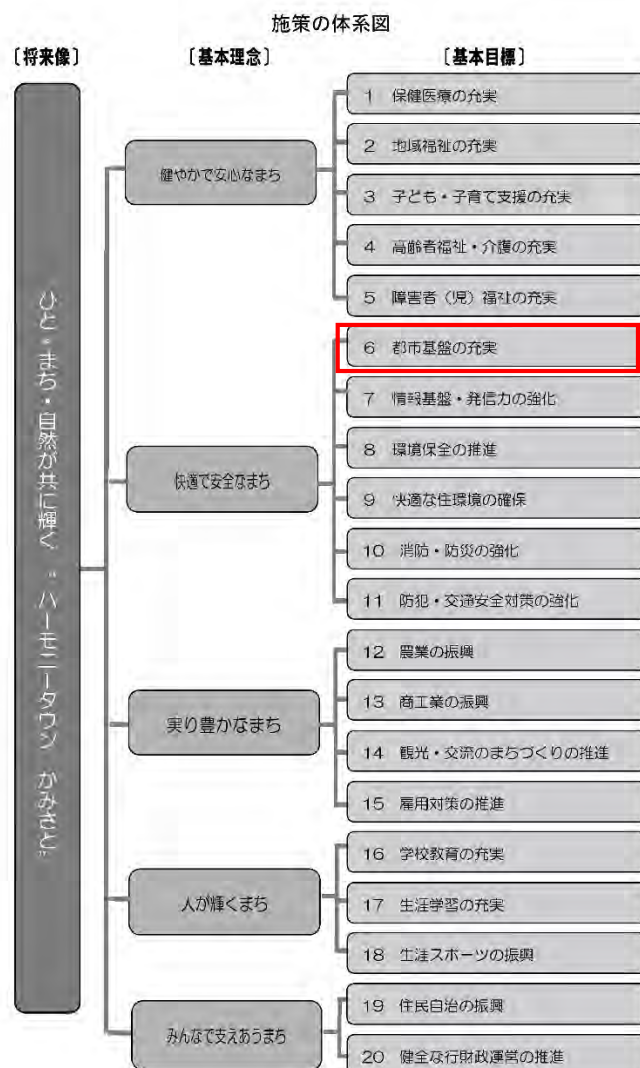 施策の体系図
〔将来像〕
〔基本理念〕
〔基本目標〕
ひと・まち・自然が共に輝く “ハーモニータウン かみさと”
健やかで安心なまち
1 保健医療の充実
2 地域福祉の充実
3 子ども・子育て支援の充実
4 高齢者福祉・介護の充実
5 障害者（児）福祉の充実
快適で安全なまち
6 都市基盤の充実
7 情報基盤・発信力の強化
8 環境保全の推進
9 快適な住環境の確保
10 消防・防災の強化
11 防犯・交通安全対策の強化
実り豊かなまち
12 農業の振興
13 商工業の振興
14 観光・交流のまちづくりの推進
15 雇用対策の推進
人が輝くまち
16 学校教育の充実
17 生涯学習の充実
18 生涯スポーツの振興
みんなで支えあうまち
19 住民自治の振興
20 健全な行財政運営の推進